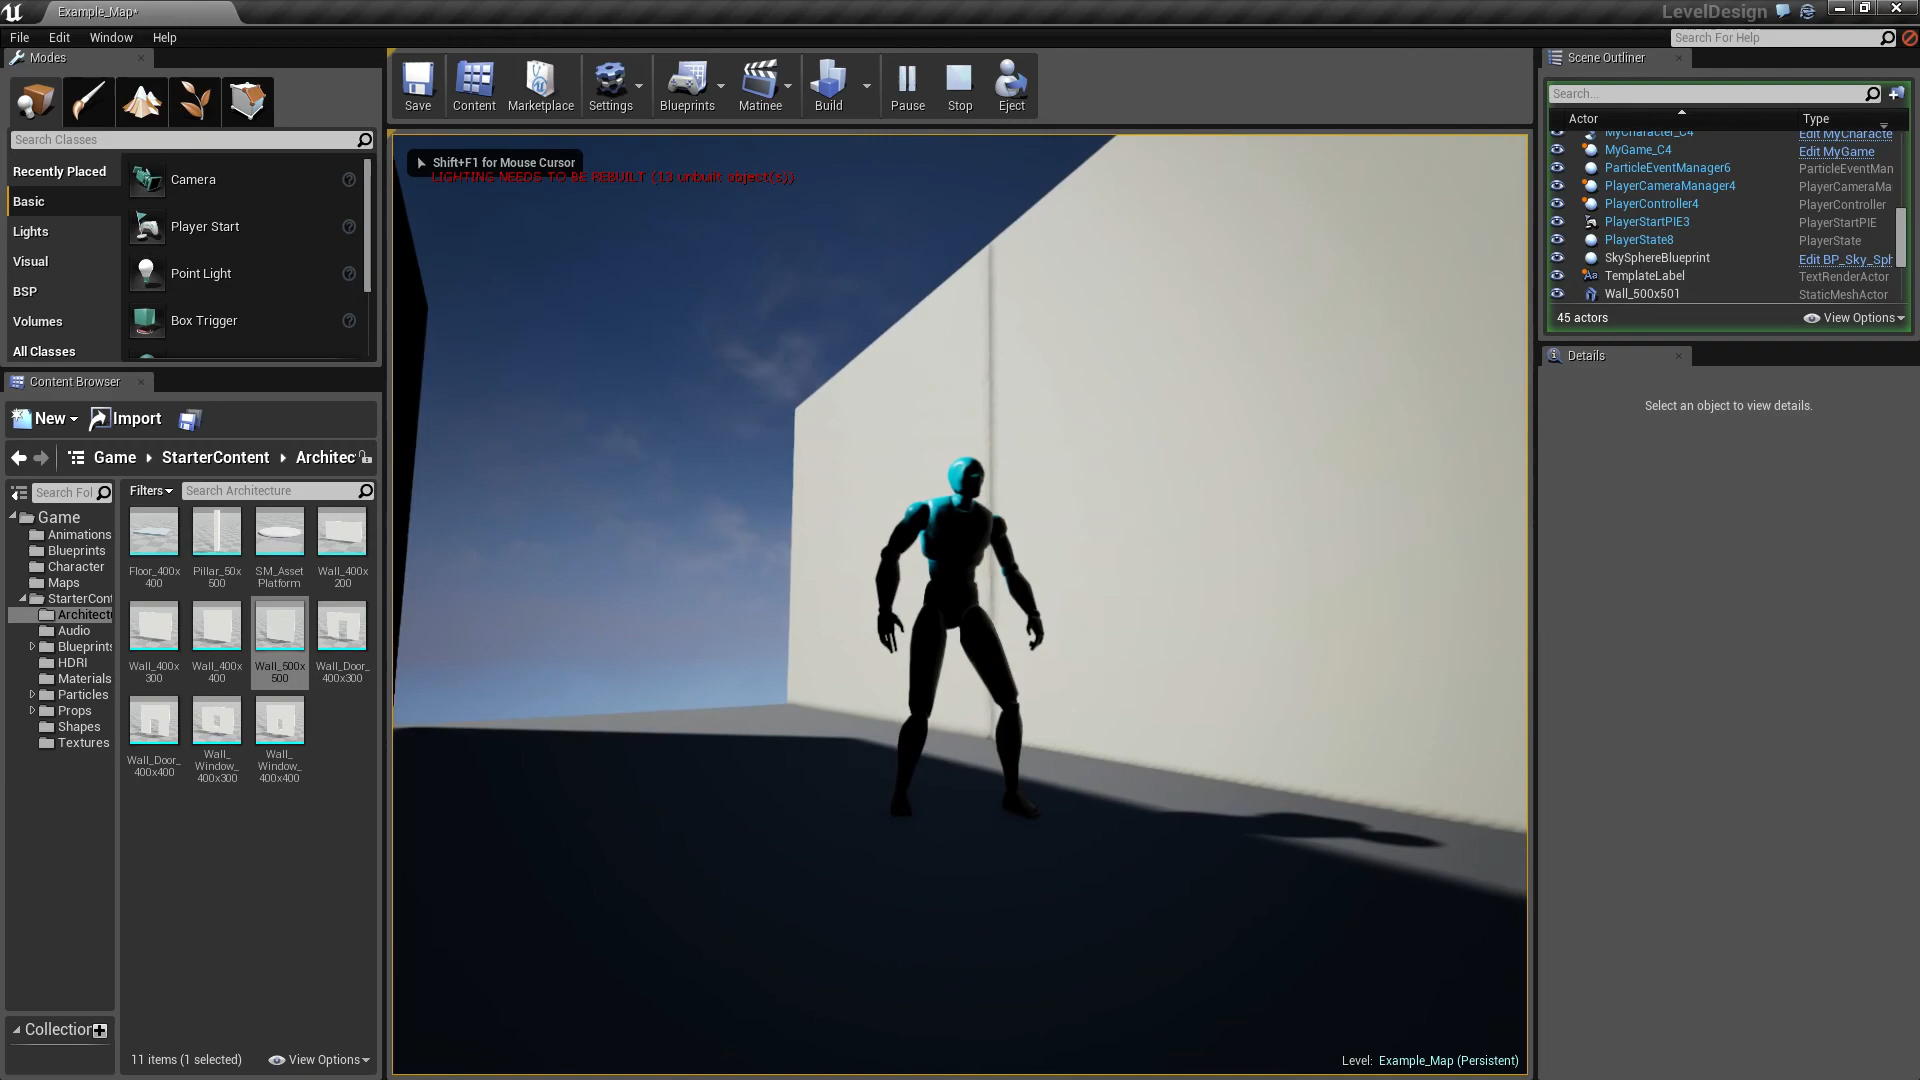 Example_Map*
LevelDesign
File Edit Window Help
Search For Help
Modes
Search Classes
Recently Placed
Basic
Lights
Visual
BSP
Volumes
All Classes
Camera
Player Start
Point Light
Box Trigger
Save
Content
Marketplace
Settings
Blueprints
Matinee
Build
Pause
Stop
Eject
Shift+F1 for Mouse Cursor
LIGHTING NEEDS TO BE REBUILT (13 unbuilt object(s))
Level: Example_Map (Persistent)
Content Browser
New Import
Game StarterContent Architec
Search Fol
Game
Animations
Blueprints
Character
Maps
StarterCont
Architectu
Audio
Blueprints
HDRI
Materials
Particles
Props
Shapes
Textures
Collection
Filters Search Architecture
Floor_400x
400
Pillar_50x
500
SM_Asset
Platform
Wall_400x
200
Wall_400x
300
Wall_400x
400
Wall_500x
500
Wall_Door_
400x300
Wall_Door_
400x400
Wall_
Window_
400x300
Wall_
Window_
400x400
11 items (1 selected) View Options
Scene Outliner
Search...
Actor Type
MyCharacter_C4 Edit MyCharacte
MyGame_C4 Edit MyGame
ParticleEventManager6 ParticleEventMan
PlayerCameraManager4 PlayerCameraMa
PlayerController4 PlayerController
PlayerStartPIE3 PlayerStartPIE
PlayerState8 PlayerState
SkySphereBlueprint Edit BP_Sky_Sph
TemplateLabel TextRenderActor
Wall_500x501 StaticMeshActor
45 actors View Options
Details
Select an object to view details.